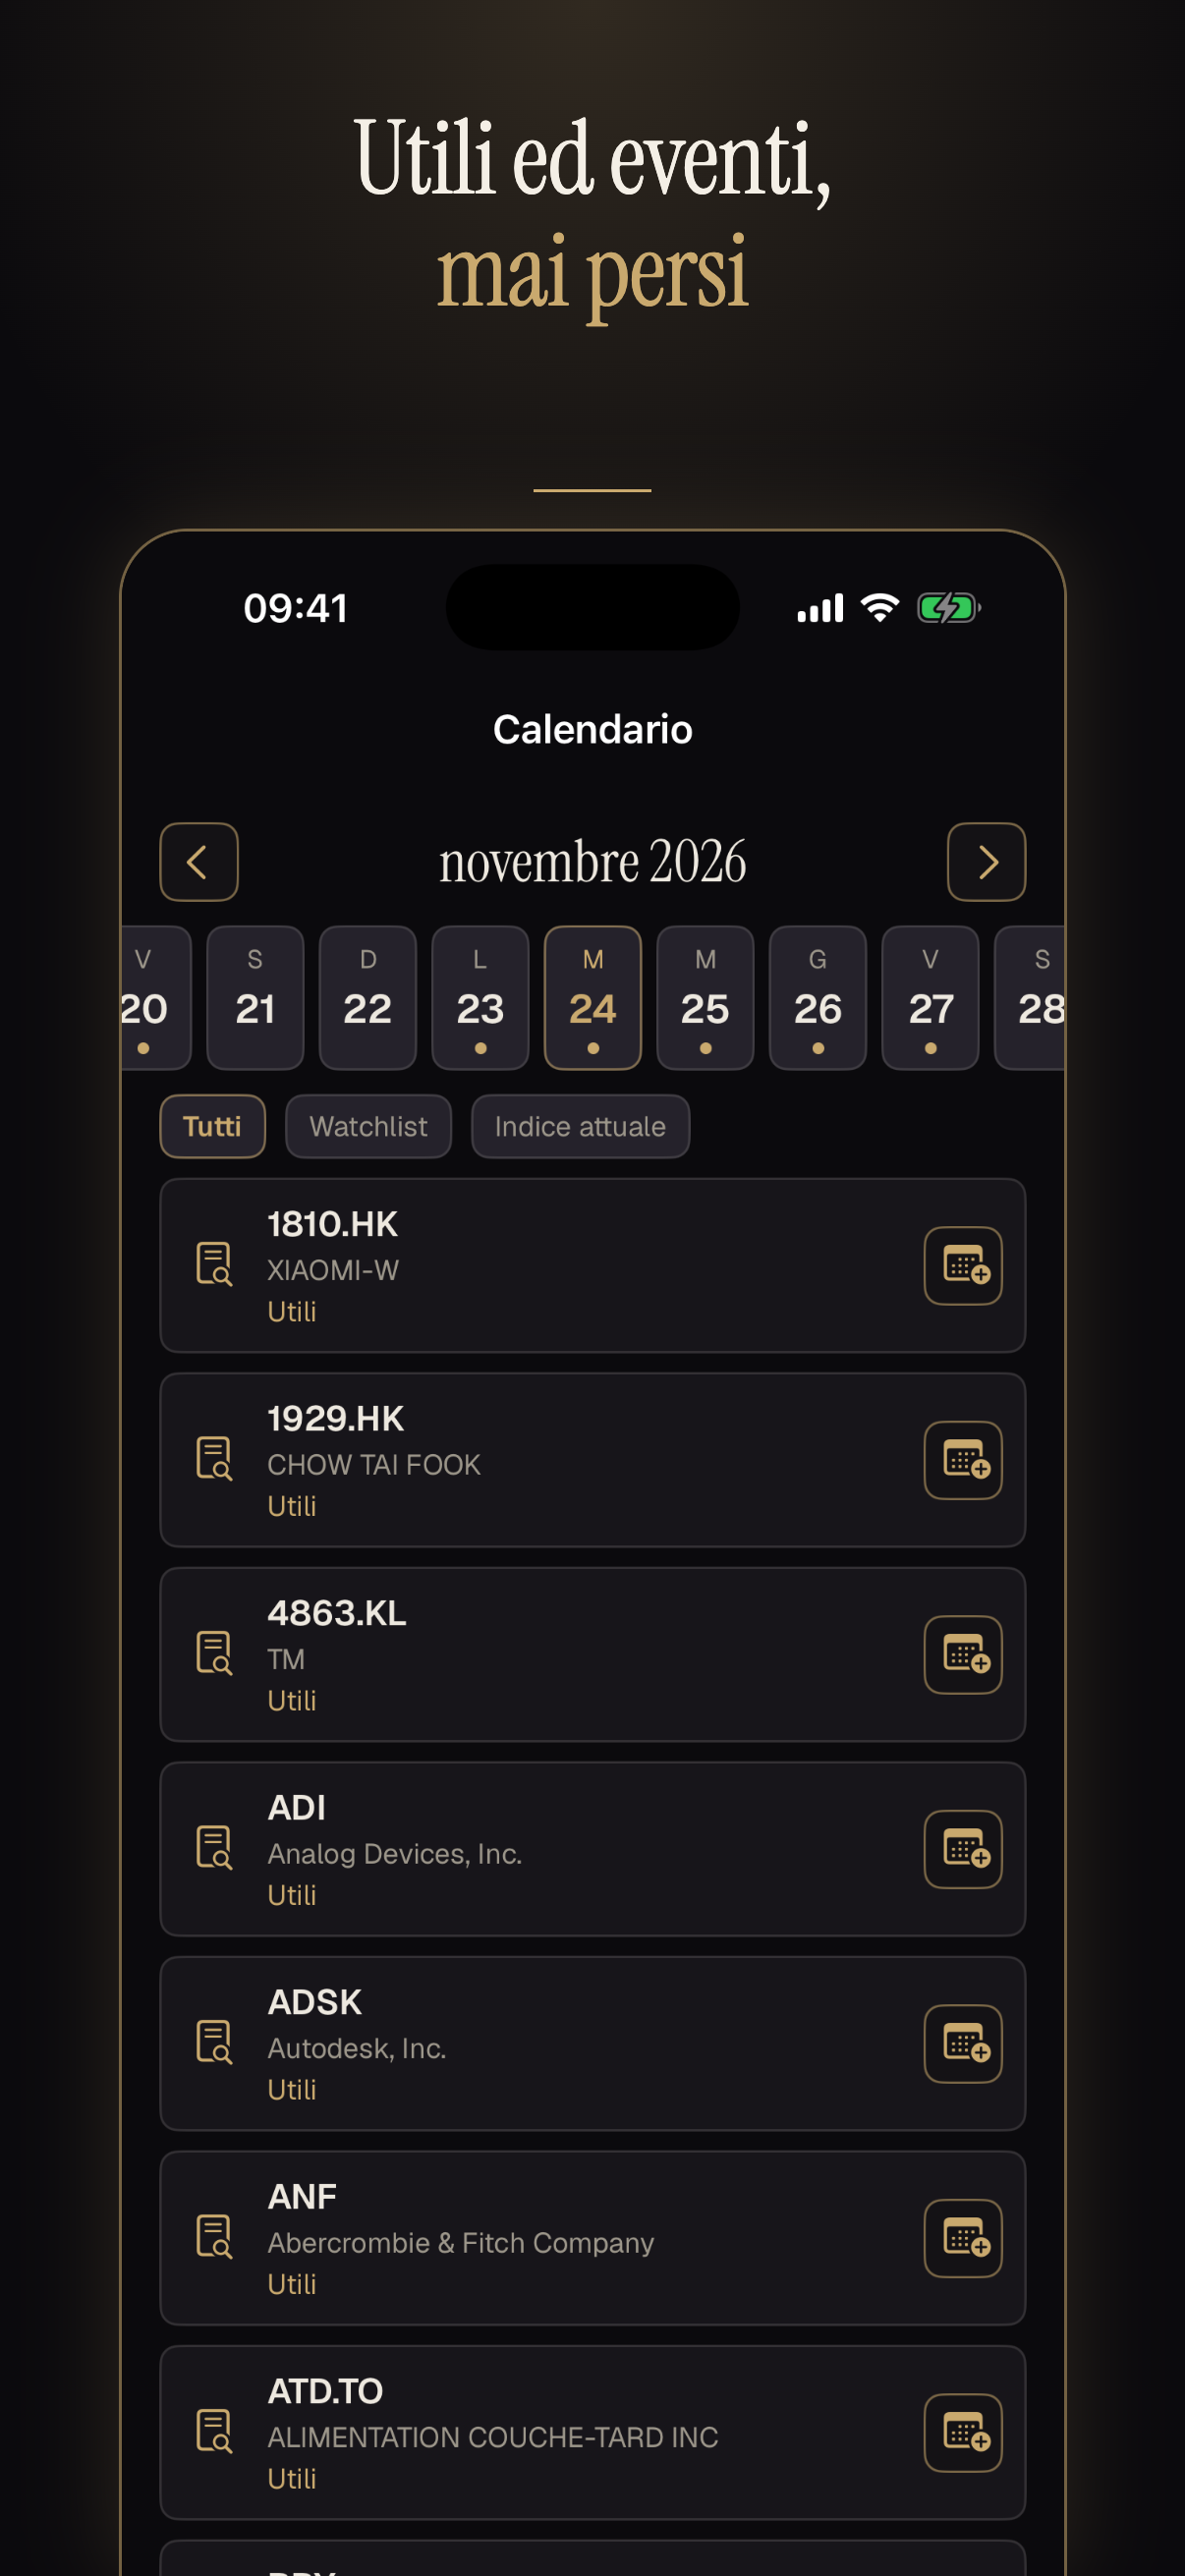 Utili ed eventi,
mai persi
09:41
Calendario
novembre 2026
V S D L M M G V S
20 21 22 23 24 25 26 27 28
Tutti Watchlist Indice attuale
1810.HK
XIAOMI-W
Utili
1929.HK
CHOW TAI FOOK
Utili
4863.KL
TM
Utili
ADI
Analog Devices, Inc.
Utili
ADSK
Autodesk, Inc.
Utili
ANF
Abercrombie & Fitch Company
Utili
ATD.TO
ALIMENTATION COUCHE-TARD INC
Utili